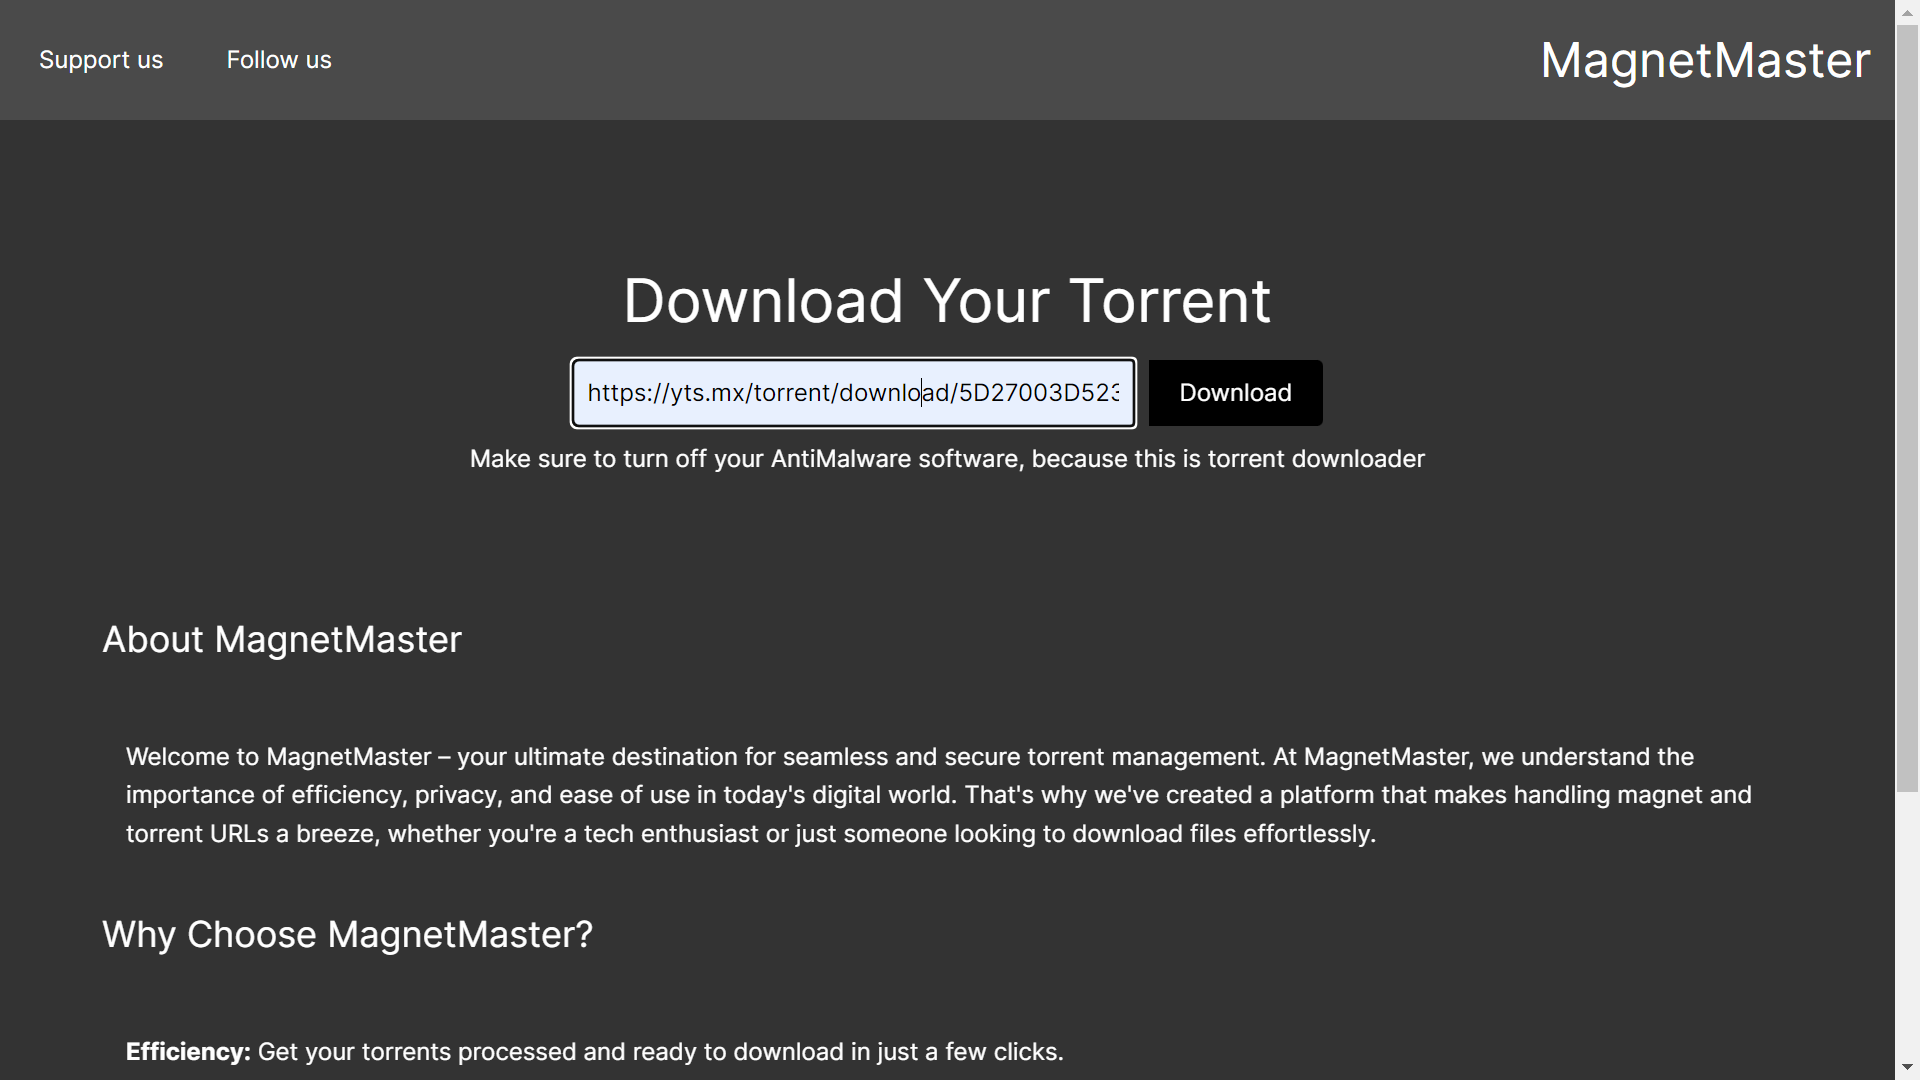 Support us
Follow us
MagnetMaster
Download Your Torrent
https://yts.mx/torrent/download/5D27003D523
Download
Make sure to turn off your AntiMalware software, because this is torrent downloader
About MagnetMaster
Welcome to MagnetMaster – your ultimate destination for seamless and secure torrent management. At MagnetMaster, we understand the
importance of efficiency, privacy, and ease of use in today's digital world. That's why we've created a platform that makes handling magnet and
torrent URLs a breeze, whether you're a tech enthusiast or just someone looking to download files effortlessly.
Why Choose MagnetMaster?
Efficiency: Get your torrents processed and ready to download in just a few clicks.